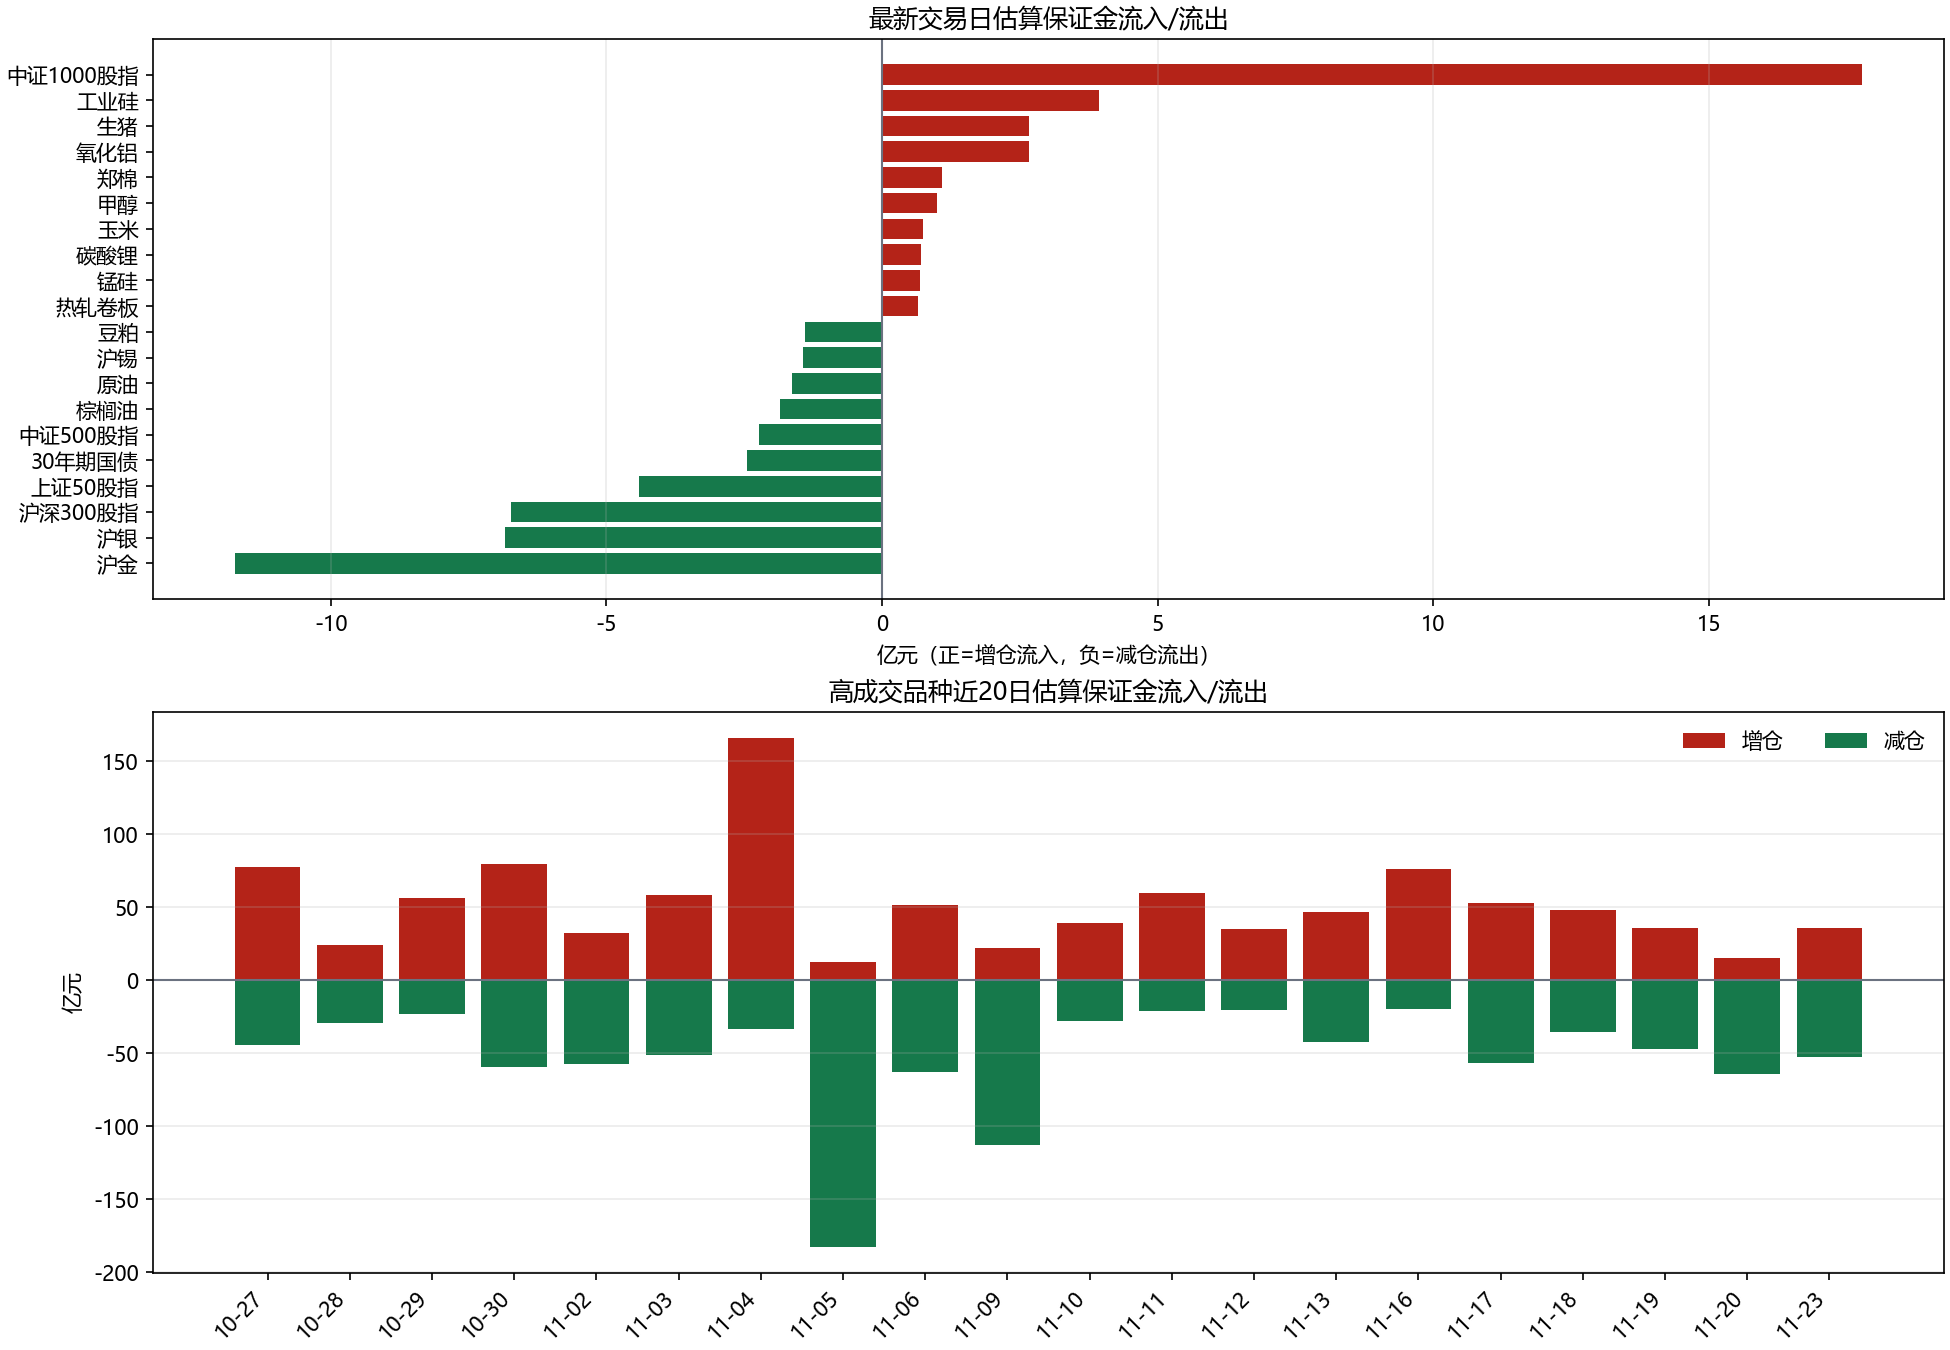 最新交易日估算保证金流入/流出
中证1000股指
工业硅
生猪
氧化铝
郑棉
甲醇
玉米
碳酸锂
锰硅
热轧卷板
豆粕
沪锡
原油
棕榈油
中证500股指
30年期国债
上证50股指
沪深300股指
沪银
沪金
-10 -5 0 5 10 15
亿元（正=增仓流入，负=减仓流出）
高成交品种近20日估算保证金流入/流出
增仓 减仓
150
100
50
0
-50
-100
-150
-200
亿元
10-27 10-28 10-29 10-30 11-02 11-03 11-04 11-05 11-06 11-09 11-10 11-11 11-12 11-13 11-16 11-17 11-18 11-19 11-20 11-23